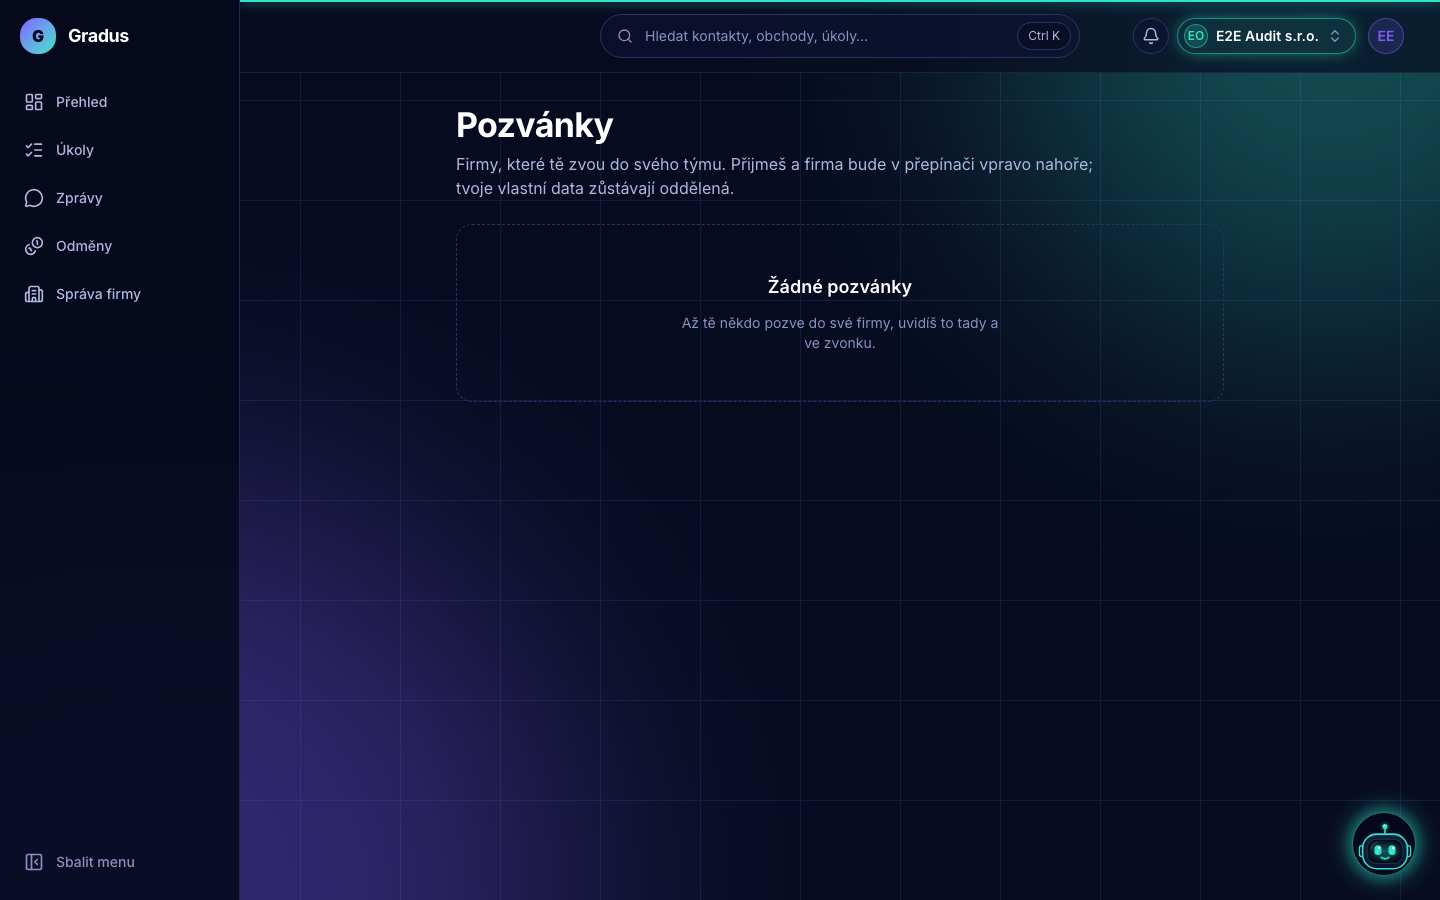 G Gradus
Hledat kontakty, obchody, úkoly... Ctrl K
EO E2E Audit s.r.o.
EE
Přehled
Úkoly
Zprávy
Odměny
Správa firmy
Sbalit menu
Pozvánky
Firmy, které tě zvou do svého týmu. Přijmeš a firma bude v přepínači vpravo nahoře;
tvoje vlastní data zůstávají oddělená.
Žádné pozvánky
Až tě někdo pozve do své firmy, uvidíš to tady a
ve zvonku.